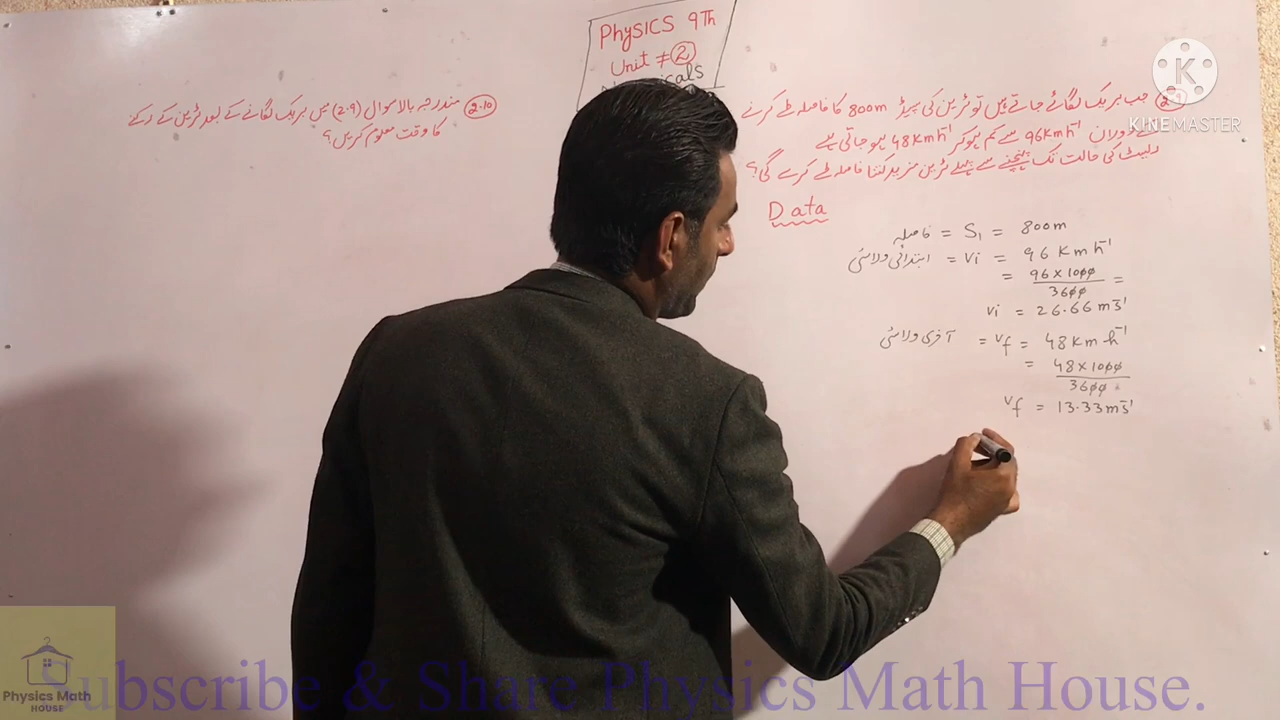 Physics 9Th
Unit # 2
2.9 جب بریک لگائے جاتے ہیں تو ٹرین کی سپیڈ 800m کا فاصلہ طے کرنے
دوران 96Kmh⁻¹ سے کم ہو کر 48Kmh⁻¹ ہو جاتی ہے
ریسٹ کی حالت تک پہنچنے سے پہلے ٹرین مزید کتنا فاصلہ طے کرے گی؟
Data
فاصلہ = S₁ = 800m
ابتدائی ولاسٹی = Vi = 96 Km h⁻¹
= 96 x 1000 / 3600 =
Vi = 26.66 ms⁻¹
آخری ولاسٹی = Vf = 48 Km h⁻¹
= 48 x 1000 / 3600
Vf = 13.33 ms⁻¹
2.10 مندرجہ بالا سوال (2.9) میں بریک لگانے کے بعد ٹرین کے رکنے
کا وقت معلوم کریں؟
K
KINEMASTER
Physics Math
HOUSE
Subscribe & Share Physics Math House.